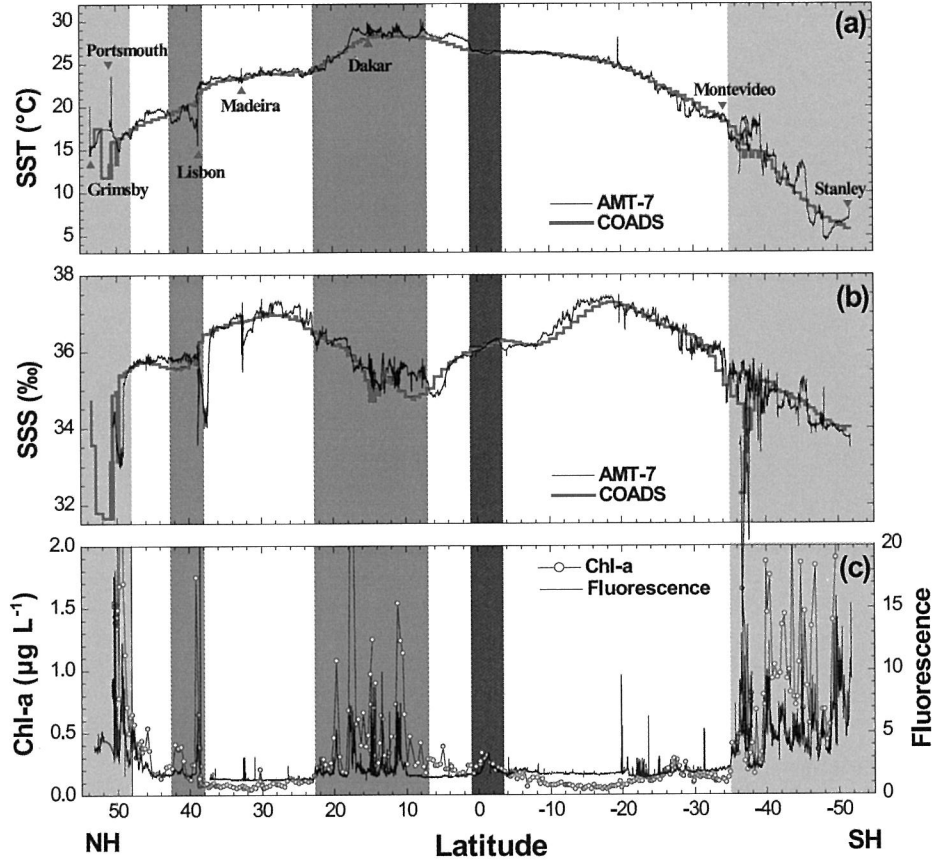 (a)
SST (°C)
30
25
20
15
10
5
Portsmouth
Grimsby
Lisbon
Madeira
Dakar
Montevideo
Stanley
AMT-7
COADS
(b)
SSS (‰)
38
36
34
32
AMT-7
COADS
(c)
Chl-a (µg L⁻¹)
2.0
1.5
1.0
0.5
0.0
Chl-a
Fluorescence
20
15
10
5
0
Fluorescence
50 40 30 20 10 0 -10 -20 -30 -40 -50
NH Latitude SH